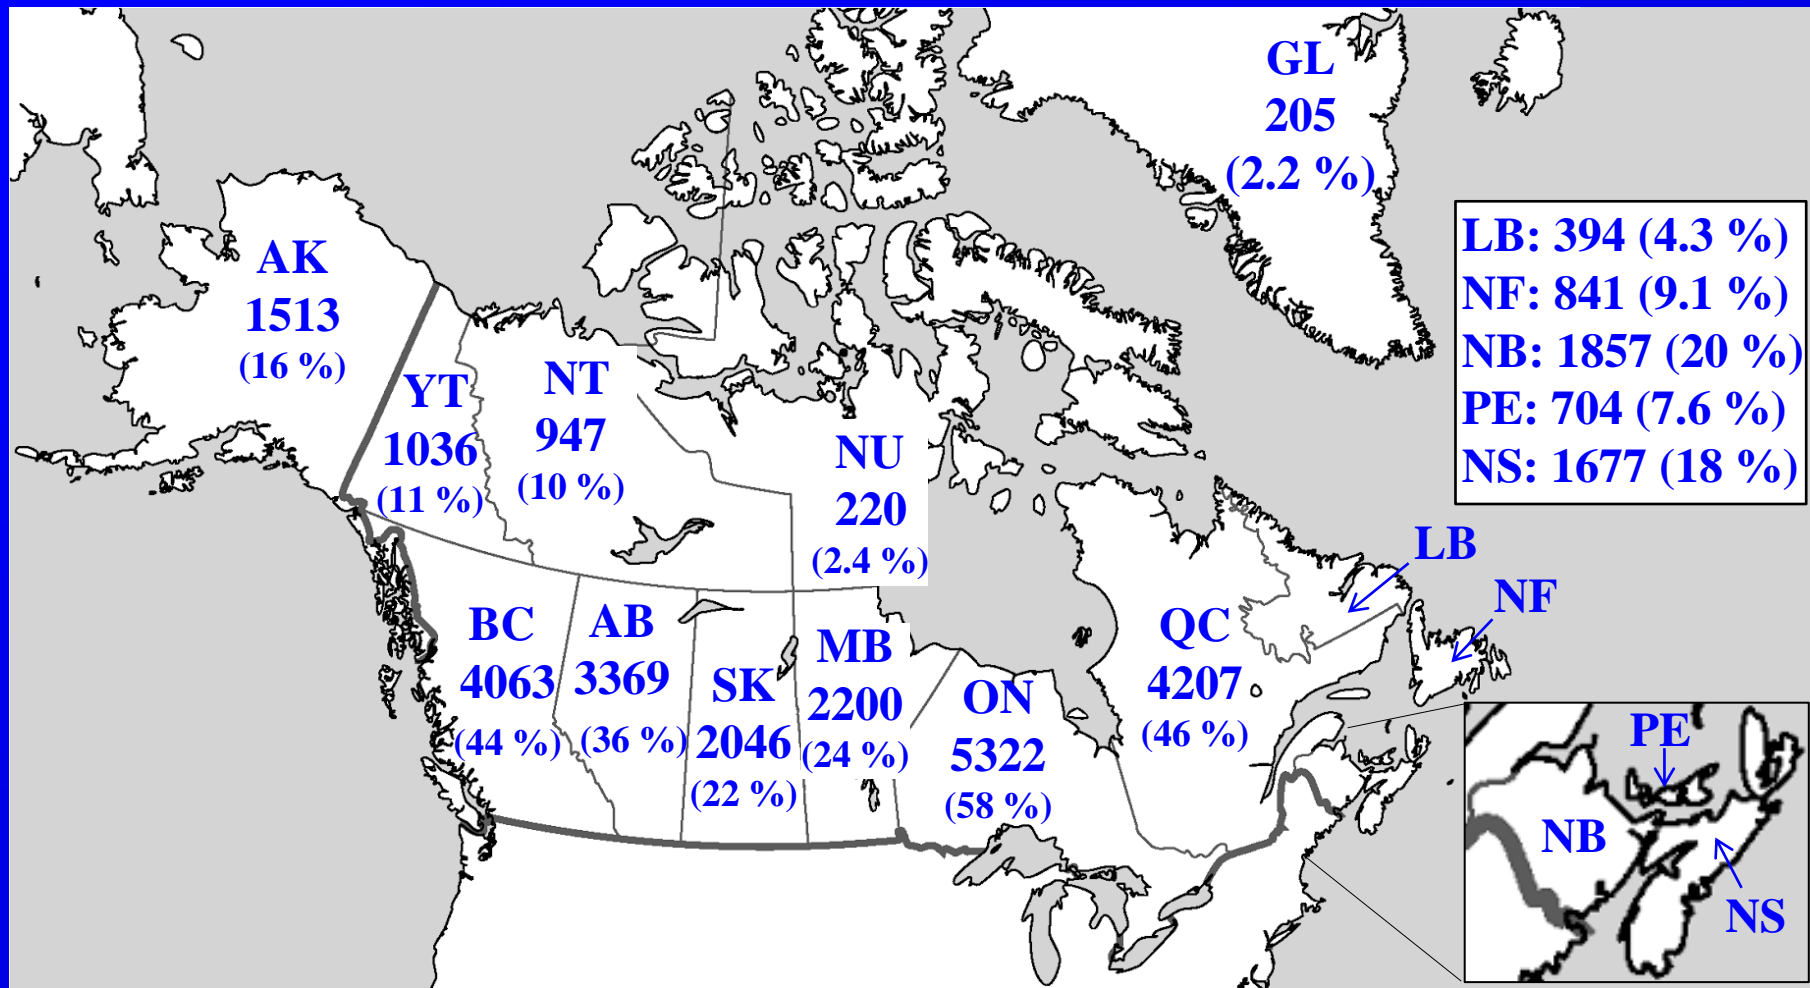 GL
205
(2.2 %)
LB: 394 (4.3 %)
NF: 841 (9.1 %)
NB: 1857 (20 %)
PE: 704 (7.6 %)
NS: 1677 (18 %)
AK
1513
(16 %)
YT
1036
(11 %)
NT
947
(10 %)
NU
220
(2.4 %)
LB
NF
BC
4063
(44 %)
AB
3369
(36 %)
SK
2046
(22 %)
MB
2200
(24 %)
ON
5322
(58 %)
QC
4207
(46 %)
PE
NB
NS